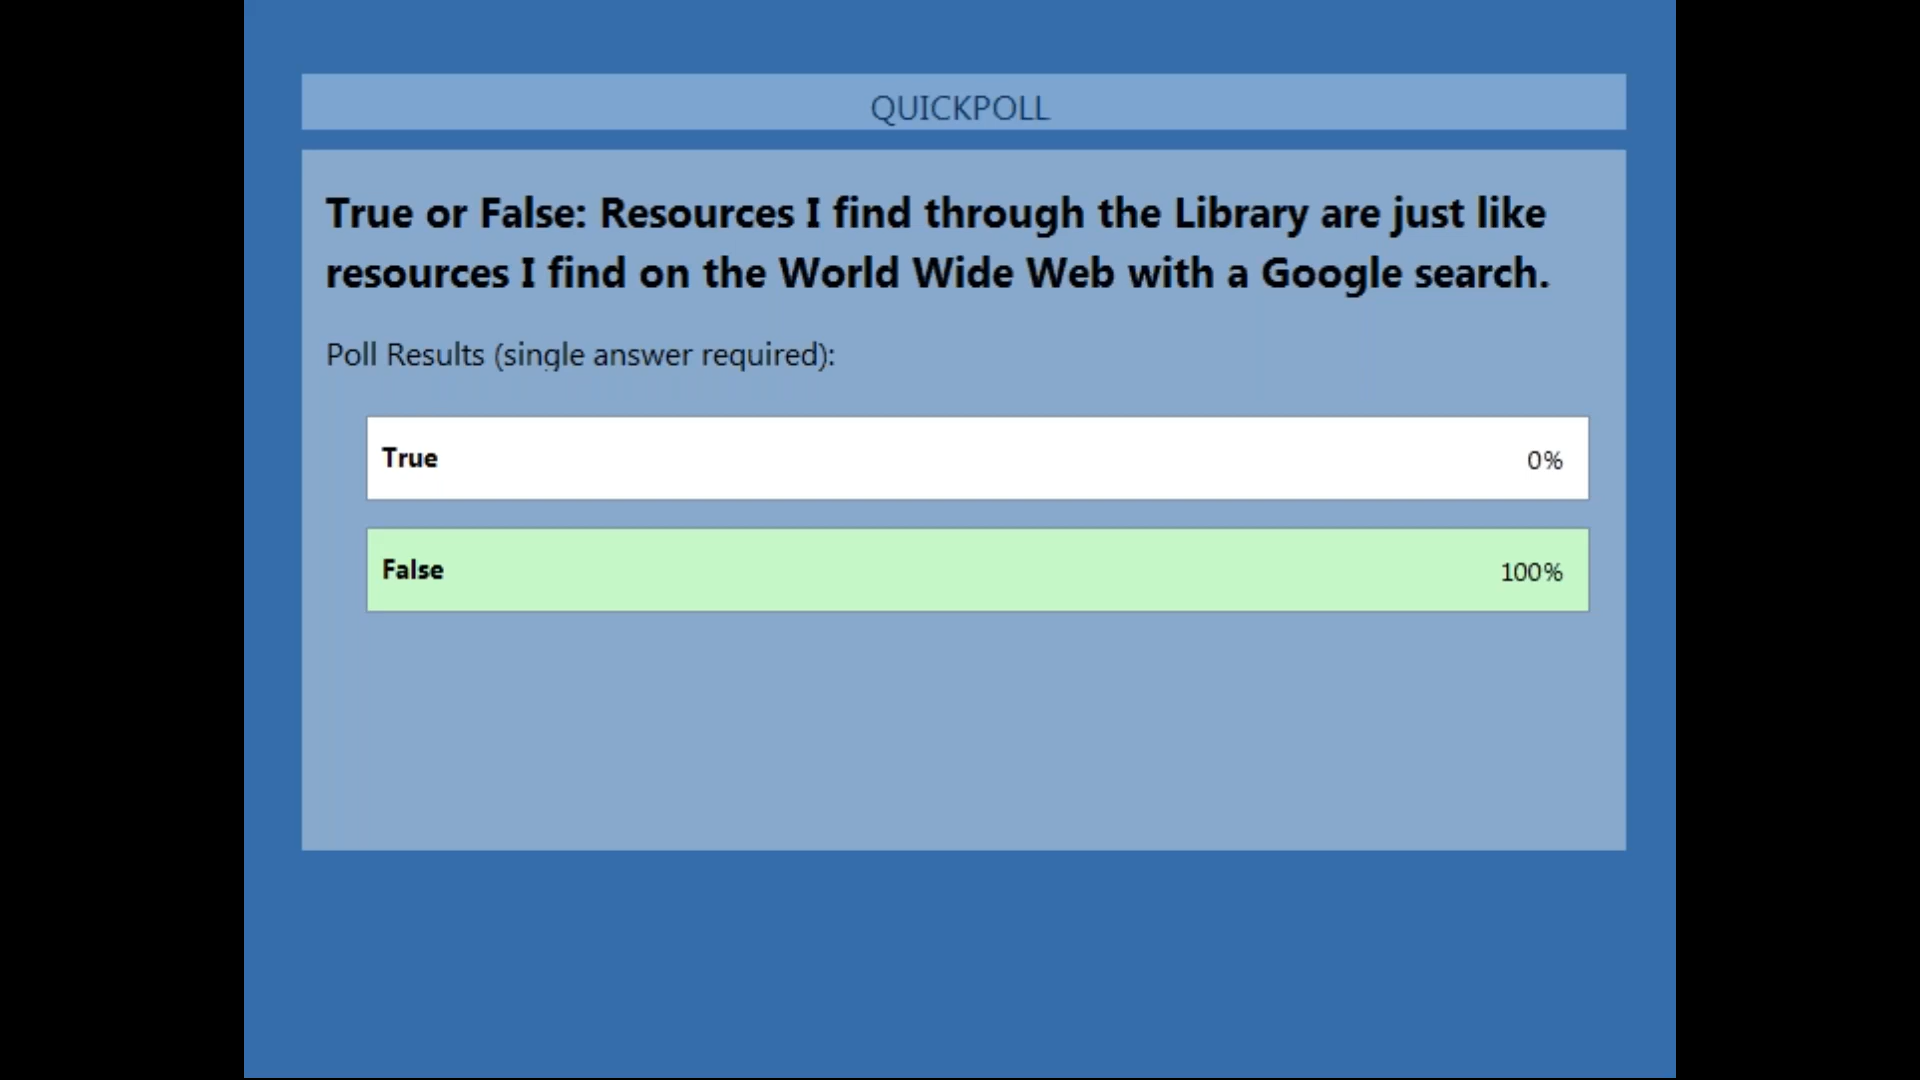 QUICKPOLL
True or False: Resources I find through the Library are just like
resources I find on the World Wide Web with a Google search.
Poll Results (single answer required):
True 0%
False 100%